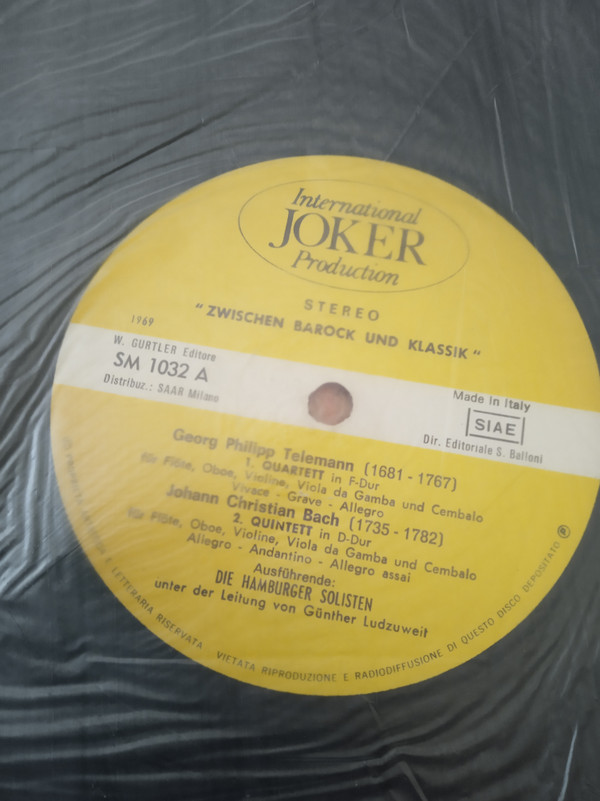 International
JOKER
Production
STEREO
"ZWISCHEN BAROCK UND KLASSIK"
1969
W. GURTLER Editore
SM 1032 A
Distribuz.: SAAR Milano
Made in Italy
SIAE
Dir. Editoriale S. Balloni
Georg Philipp Telemann (1681 - 1767)
1. QUARTETT in F-Dur
für Flöte, Oboe, Violine, Viola da Gamba und Cembalo
Vivace - Grave - Allegro
Johann Christian Bach (1735 - 1782)
2. QUINTETT in D-Dur
für Flöte, Oboe, Violine, Viola da Gamba und Cembalo
Allegro - Andantino - Allegro assai
Ausführende:
DIE HAMBURGER SOLISTEN
unter der Leitung von Günther Ludzuweit
E LETTERARIA RISERVATA - VIETATA RIPRODUZIONE E RADIODIFFUSIONE DI QUESTO DISCO DEPOSITATO